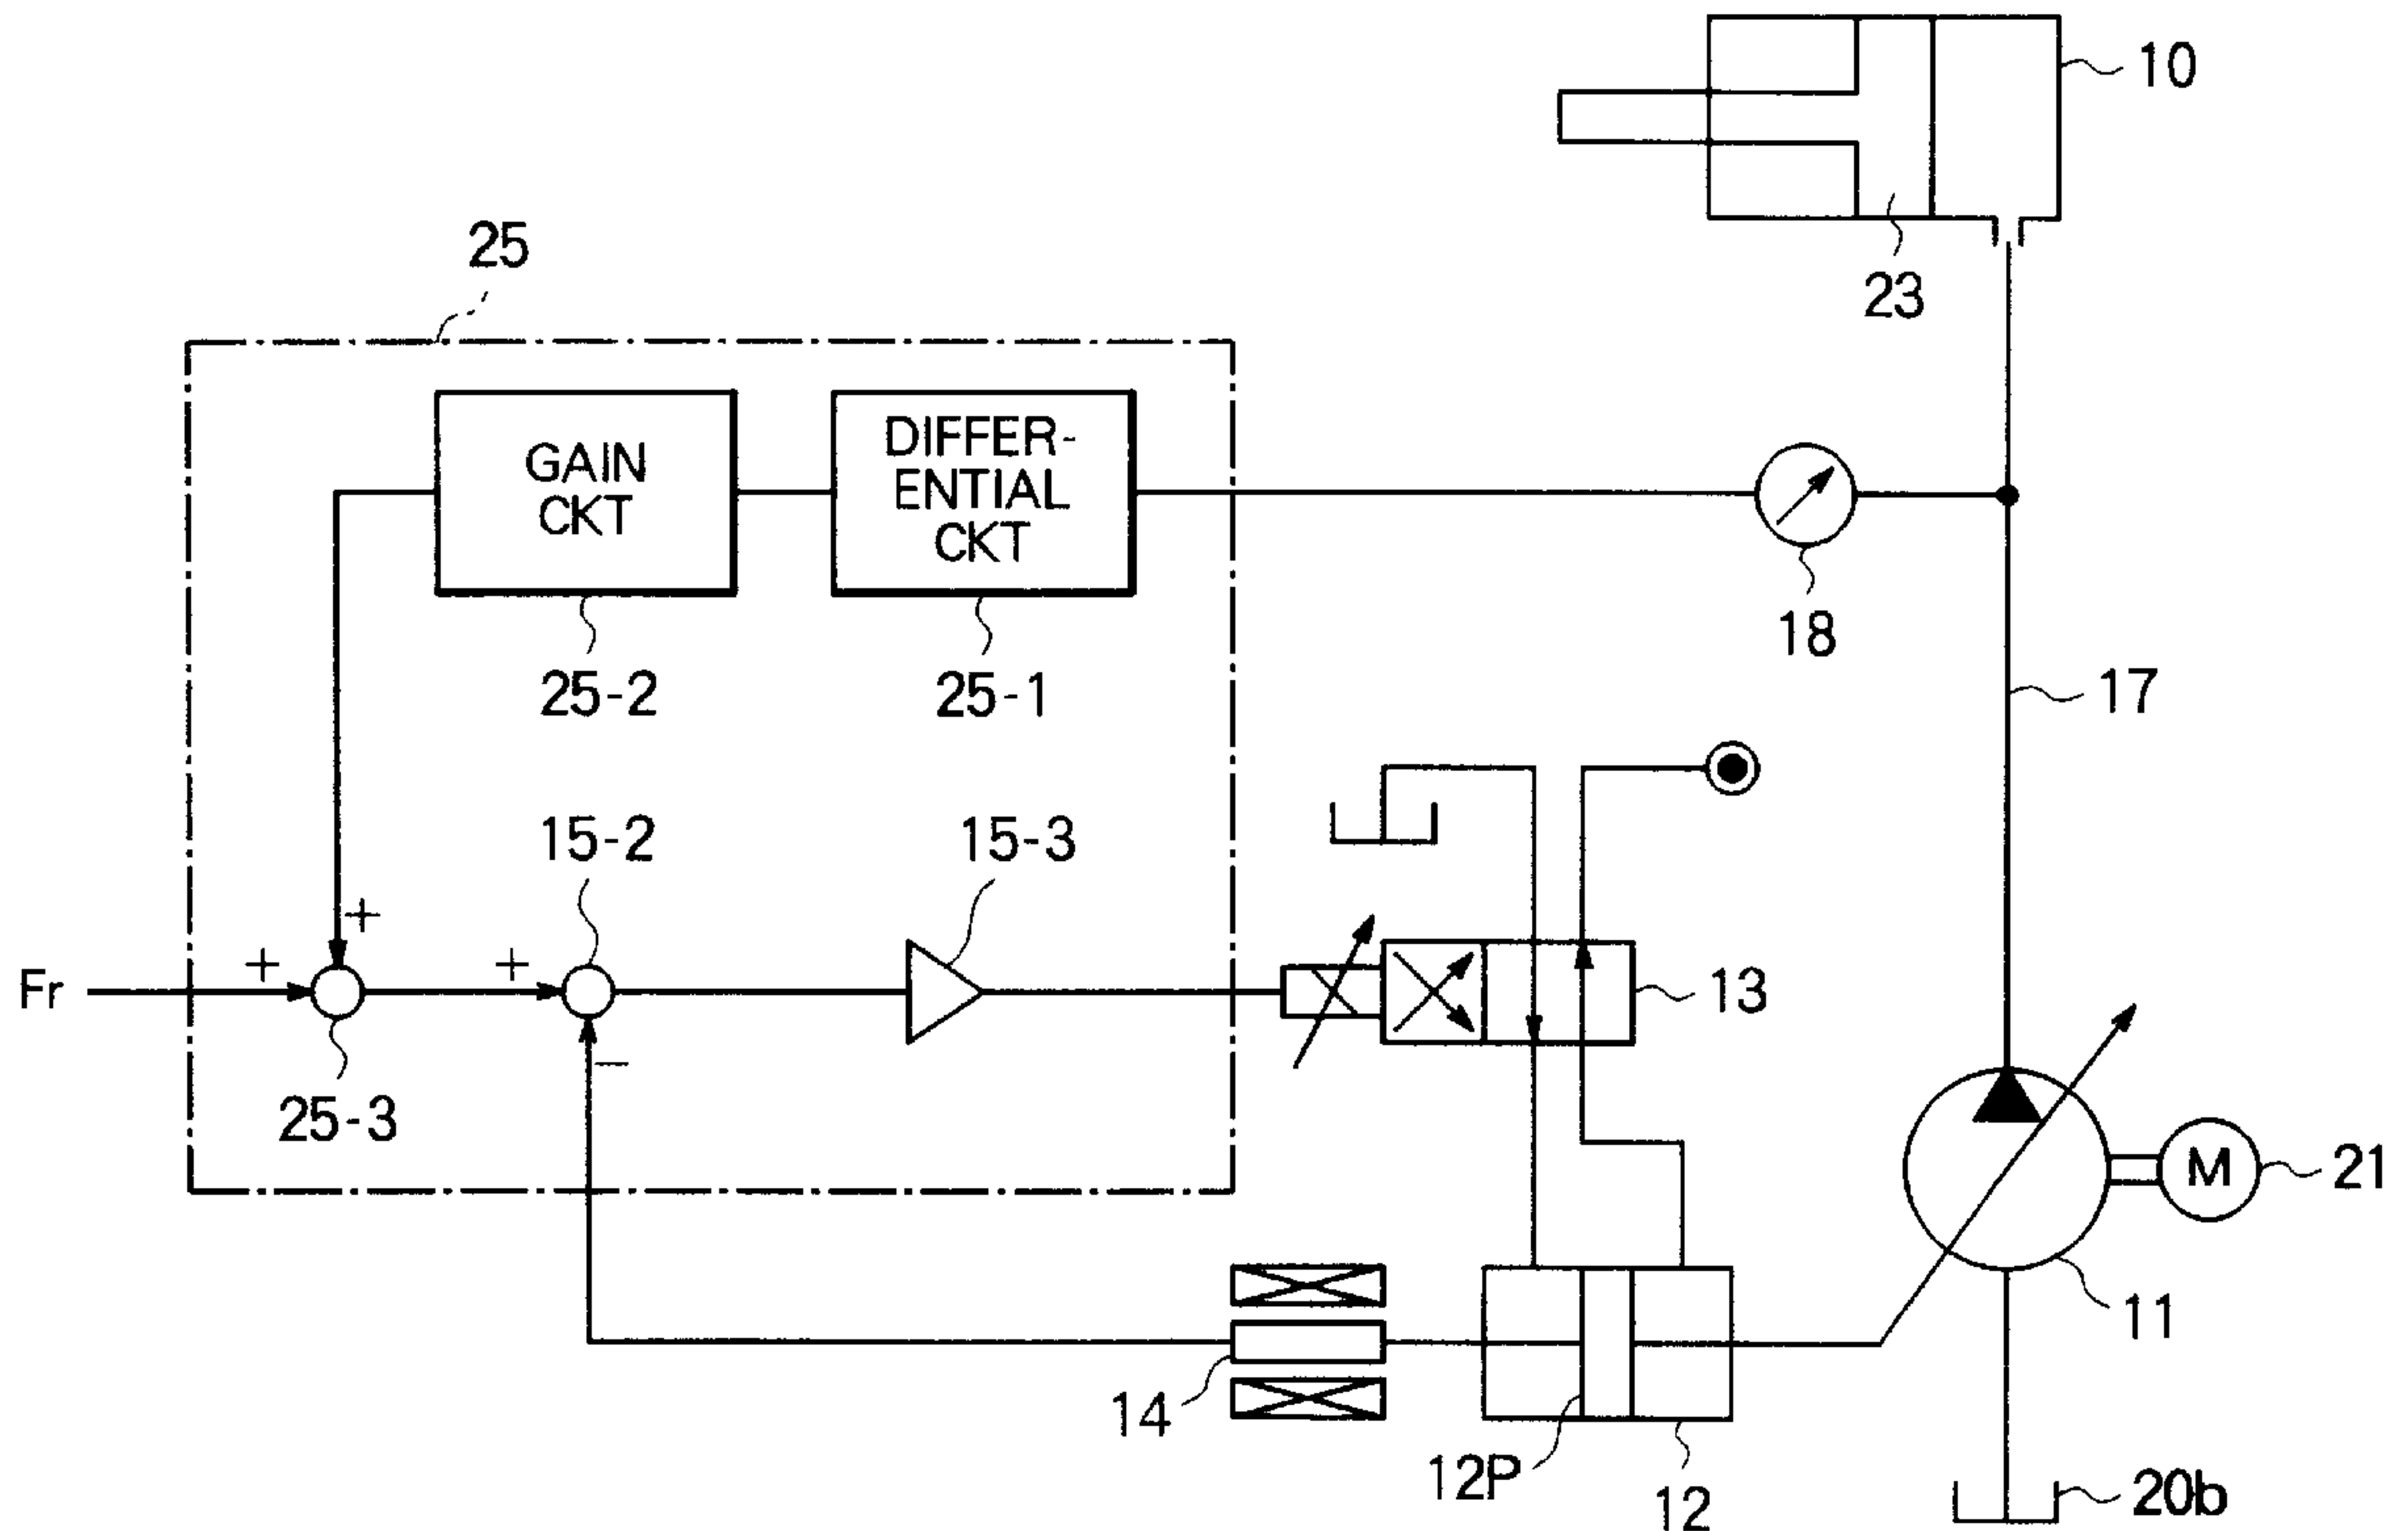 10
23
25
GAIN
CKT
DIFFER-
ENTIAL
CKT
18
25-2
25-1
17
15-2
15-3
+
+
+
Fr
13
−
25-3
M
21
11
14
12P
12
20b